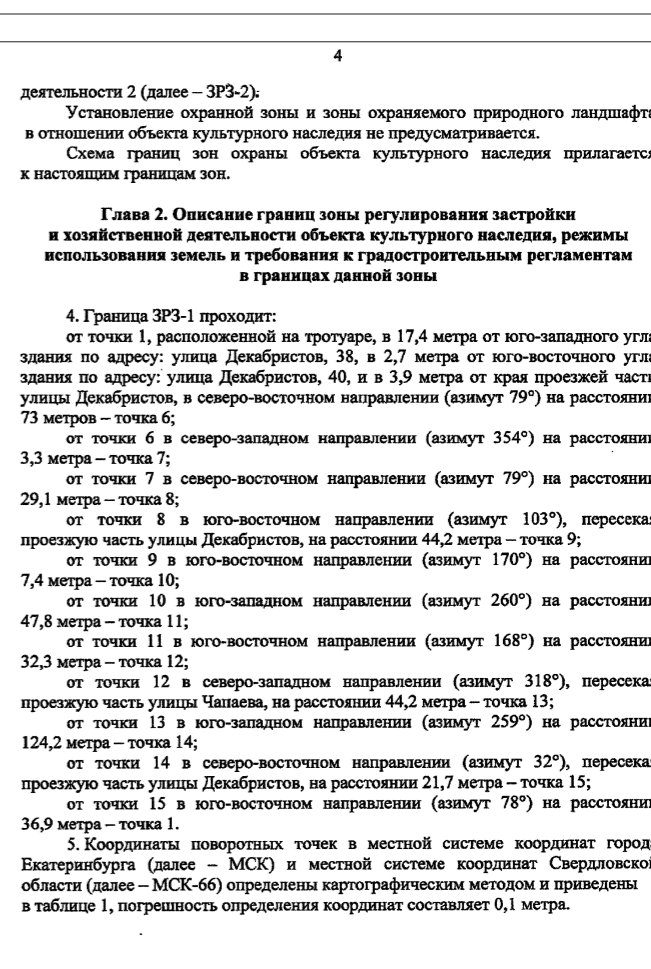 4
деятельности 2 (далее – ЗРЗ-2).
Установление охранной зоны и зоны охраняемого природного ландшафта
в отношении объекта культурного наследия не предусматривается.
Схема границ зон охраны объекта культурного наследия прилагается
к настоящим границам зон.
Глава 2. Описание границ зоны регулирования застройки
и хозяйственной деятельности объекта культурного наследия, режимы
использования земель и требования к градостроительным регламентам
в границах данной зоны
4. Граница ЗРЗ-1 проходит:
от точки 1, расположенной на тротуаре, в 17,4 метра от юго-западного угла
здания по адресу: улица Декабристов, 38, в 2,7 метра от юго-восточного угла
здания по адресу: улица Декабристов, 40, и в 3,9 метра от края проезжей части
улицы Декабристов, в северо-восточном направлении (азимут 79°) на расстоянии
73 метров – точка 6;
от точки 6 в северо-западном направлении (азимут 354°) на расстоянии
3,3 метра – точка 7;
от точки 7 в северо-восточном направлении (азимут 79°) на расстоянии
29,1 метра – точка 8;
от точки 8 в юго-восточном направлении (азимут 103°), пересекая
проезжую часть улицы Декабристов, на расстоянии 44,2 метра – точка 9;
от точки 9 в юго-восточном направлении (азимут 170°) на расстоянии
7,4 метра – точка 10;
от точки 10 в юго-западном направлении (азимут 260°) на расстоянии
47,8 метра – точка 11;
от точки 11 в юго-восточном направлении (азимут 168°) на расстоянии
32,3 метра – точка 12;
от точки 12 в северо-западном направлении (азимут 318°), пересекая
проезжую часть улицы Чапаева, на расстоянии 44,2 метра – точка 13;
от точки 13 в юго-западном направлении (азимут 259°) на расстоянии
124,2 метра – точка 14;
от точки 14 в северо-восточном направлении (азимут 32°), пересекая
проезжую часть улицы Декабристов, на расстоянии 21,7 метра – точка 15;
от точки 15 в юго-восточном направлении (азимут 78°) на расстоянии
36,9 метра – точка 1.
5. Координаты поворотных точек в местной системе координат города
Екатеринбурга (далее – МСК) и местной системе координат Свердловской
области (далее – МСК-66) определены картографическим методом и приведены
в таблице 1, погрешность определения координат составляет 0,1 метра.